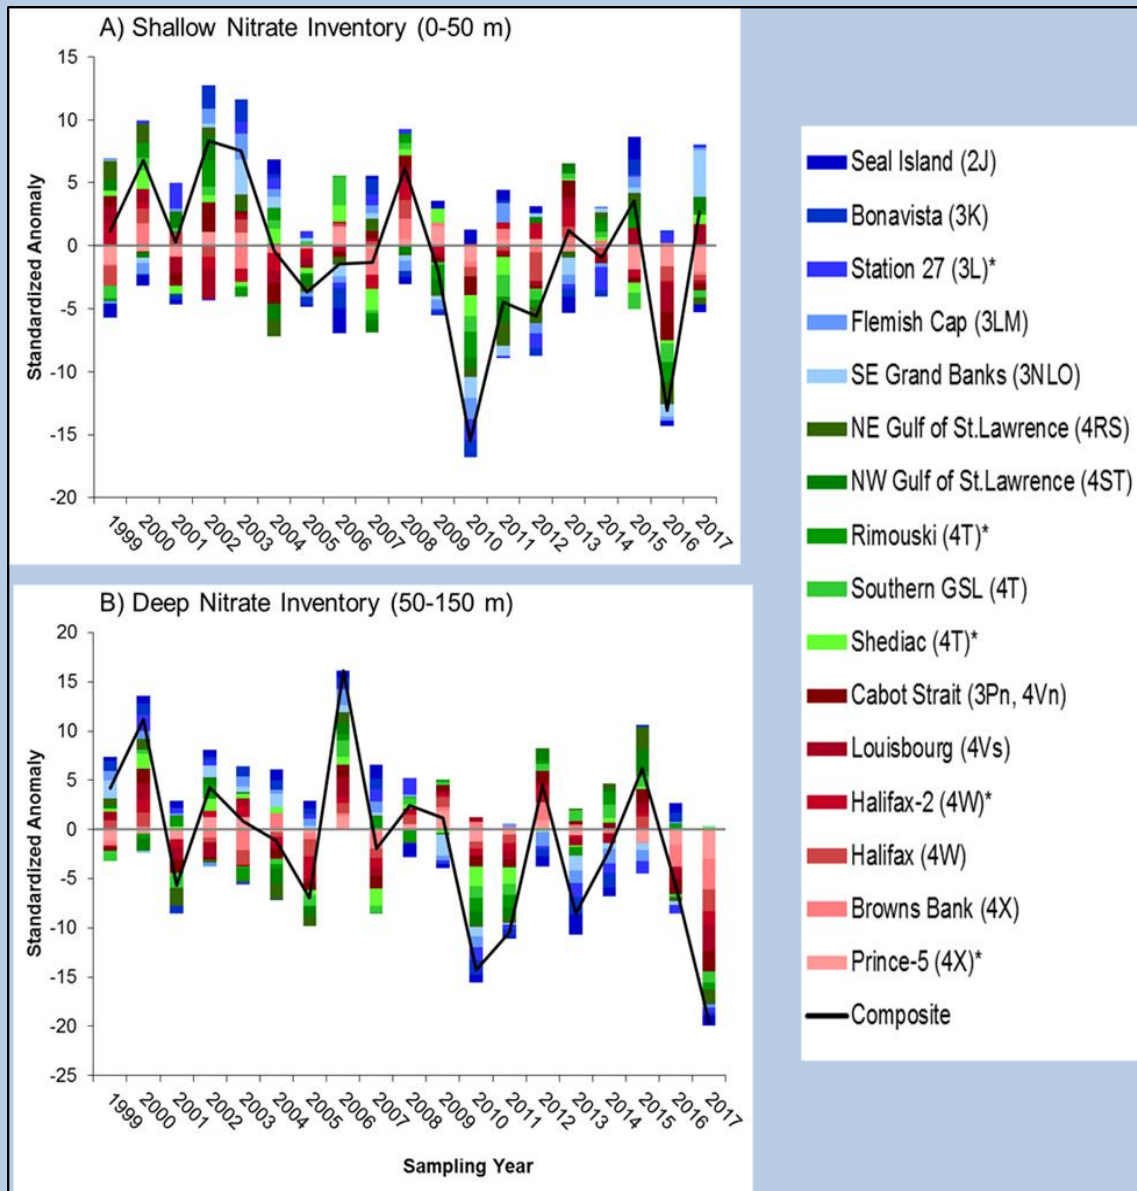 A) Shallow Nitrate Inventory (0-50 m)
15
10
5
0
-5
-10
-15
-20
Standardized Anomaly
1999
2000
2001
2002
2003
2004
2005
2006
2007
2008
2009
2010
2011
2012
2013
2014
2015
2016
2017
B) Deep Nitrate Inventory (50-150 m)
20
15
10
5
0
-5
-10
-15
-20
-25
Standardized Anomaly
1999
2000
2001
2002
2003
2004
2005
2006
2007
2008
2009
2010
2011
2012
2013
2014
2015
2016
2017
Sampling Year
Seal Island (2J)
Bonavista (3K)
Station 27 (3L)*
Flemish Cap (3LM)
SE Grand Banks (3NLO)
NE Gulf of St.Lawrence (4RS)
NW Gulf of St.Lawrence (4ST)
Rimouski (4T)*
Southern GSL (4T)
Shediac (4T)*
Cabot Strait (3Pn, 4Vn)
Louisbourg (4Vs)
Halifax-2 (4W)*
Halifax (4W)
Browns Bank (4X)
Prince-5 (4X)*
Composite